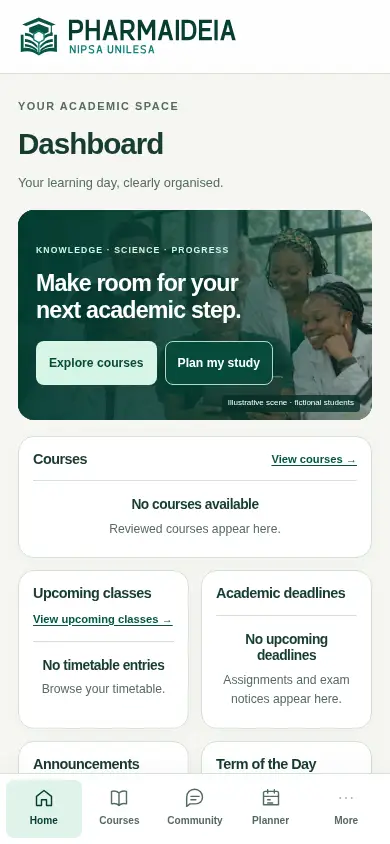 PHARMAIDEIA
NIPSA UNILESA
YOUR ACADEMIC SPACE
Dashboard
Your learning day, clearly organised.
KNOWLEDGE · SCIENCE · PROGRESS
Make room for your
next academic step.
Explore courses
Plan my study
Illustrative scene · fictional students
Courses
View courses →
No courses available
Reviewed courses appear here.
Upcoming classes
View upcoming classes →
No timetable entries
Browse your timetable.
Academic deadlines
No upcoming
deadlines
Assignments and exam
notices appear here.
Announcements
Term of the Day
Home
Courses
Community
Planner
More